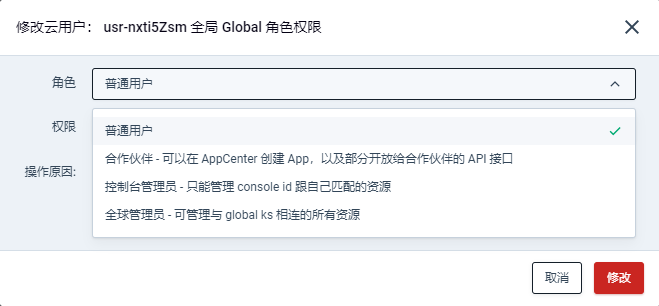 修改云用户： usr-nxti5Zsm 全局 Global 角色权限
角色
普通用户
权限
普通用户
合作伙伴 - 可以在 AppCenter 创建 App，以及部分开放给合作伙伴的 API 接口
操作原因:
控制台管理员 - 只能管理 console id 跟自己匹配的资源
全球管理员 - 可管理与 global ks 相连的所有资源
取消
修改